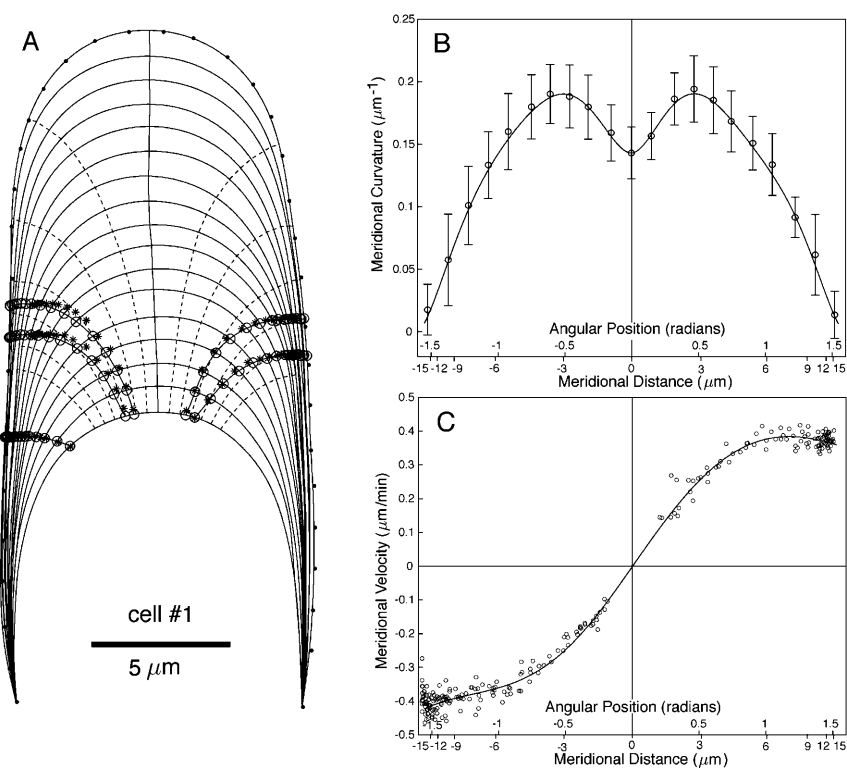 A
cell #1
5 μm
B
Meridional Curvature (μm-1)
0.25
0.2
0.15
0.1
0.05
0
Angular Position (radians)
-1.5 -1 -0.5 0.5 1 1.5
-15 -12 -9 -6 -3 0 3 6 9 12 15
Meridional Distance (μm)
C
Meridional Velocity (μm/min)
0.5
0.4
0.3
0.2
0.1
0
-0.1
-0.2
-0.3
-0.4
-0.5
Angular Position (radians)
-1.5 -1 -0.5 0.5 1 1.5
-15 -12 -9 -6 -3 0 3 6 9 12 15
Meridional Distance (μm)